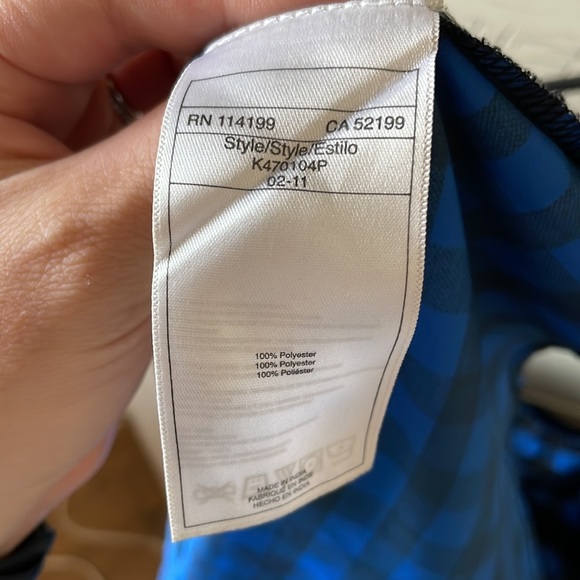 RN 114199 CA 52199
Style/Style/Estilo
K470104P
02-11
100% Polyester
100% Polyester
100% Poliéster
MADE IN INDIA
FABRIQUE EN INDE
HECHO EN INDIA